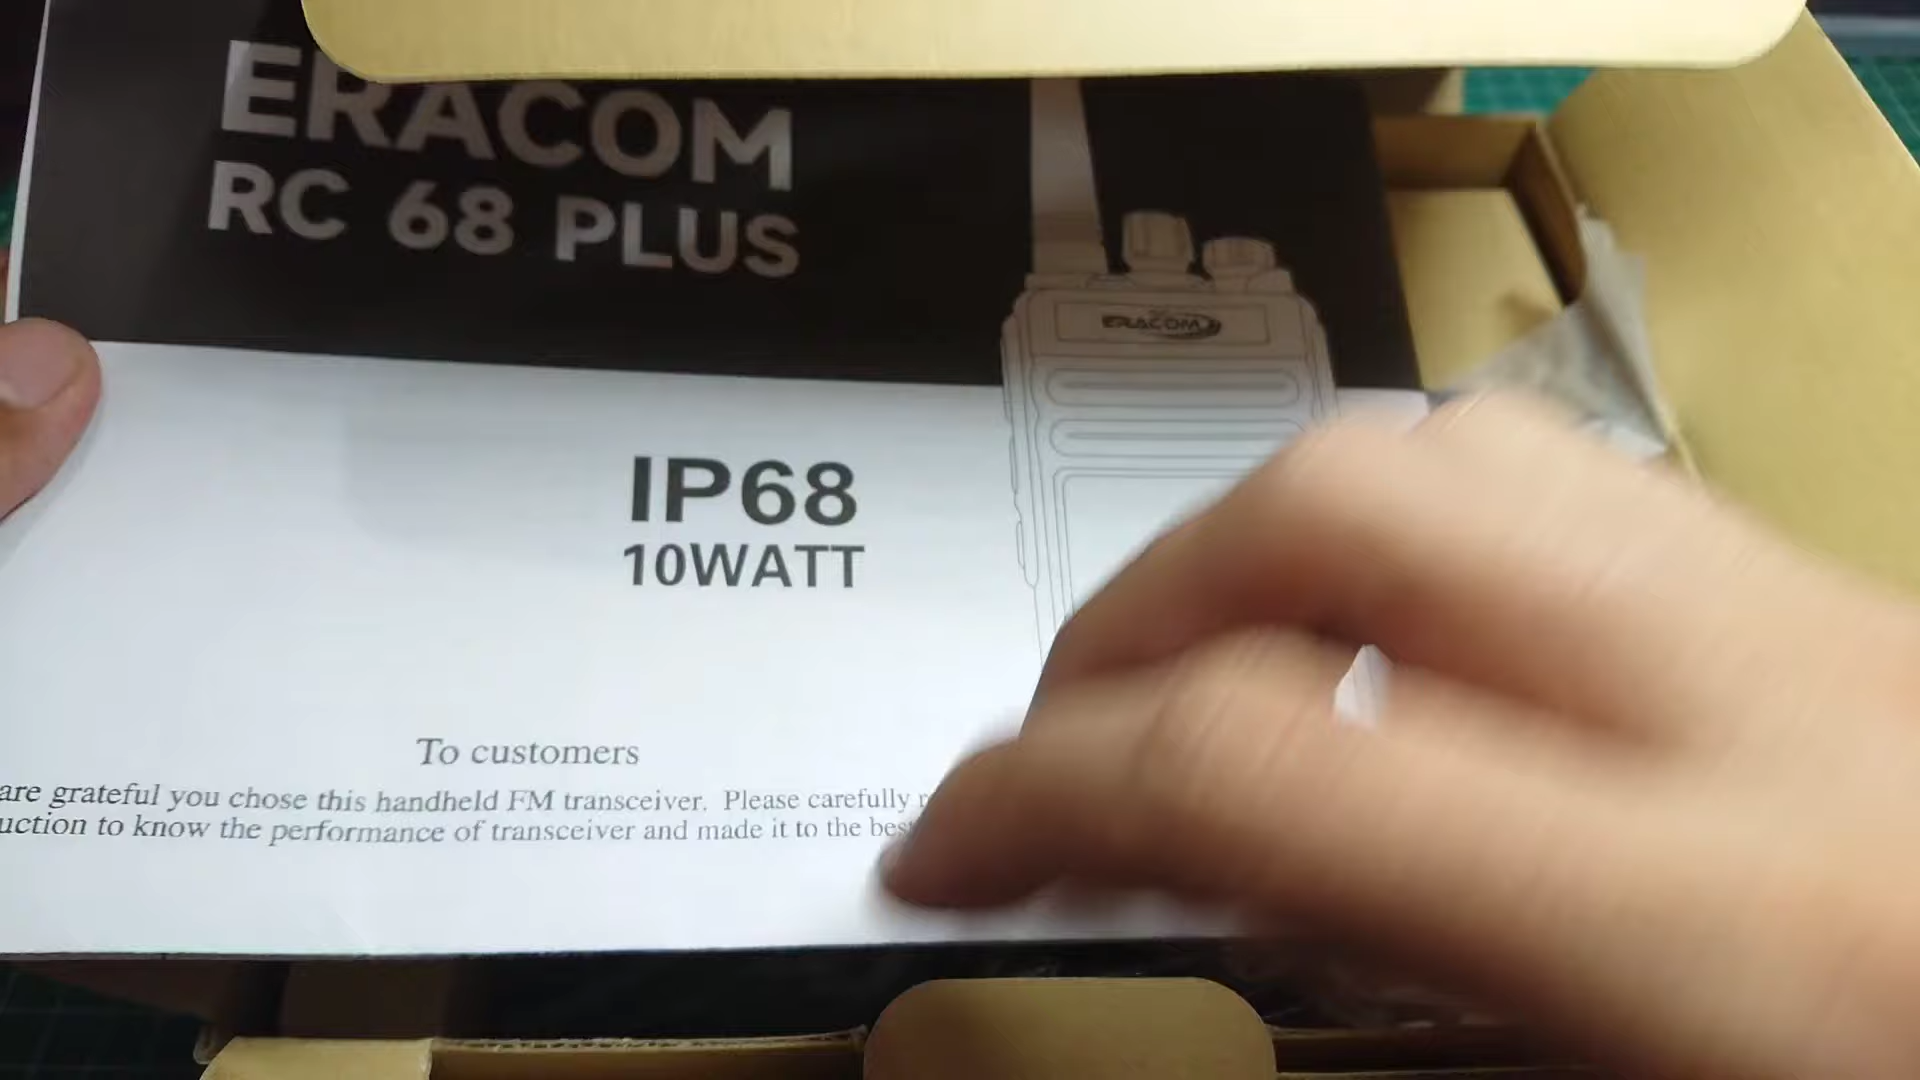 ERACOM
RC 68 PLUS
ERACOM
IP68
10WATT
To customers
are grateful you chose this handheld FM transceiver. Please carefully
to know the performance of transceiver and made it to the